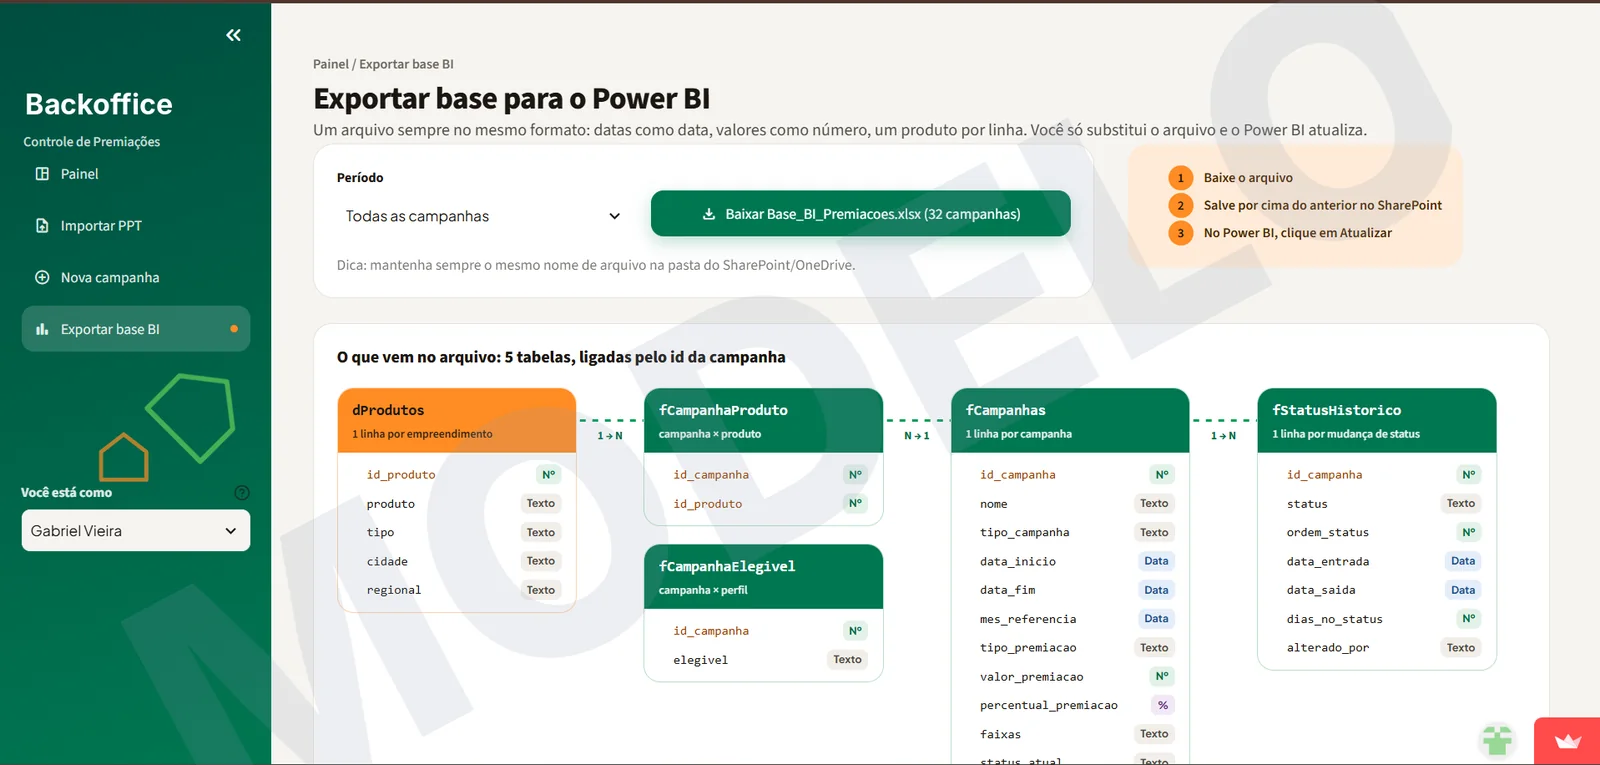 Backoffice
Controle de Premiações
Painel
Importar PPT
Nova campanha
Exportar base BI
Você está como
?
Gabriel Vieira
Painel / Exportar base BI
Exportar base para o Power BI
Um arquivo sempre no mesmo formato: datas como data, valores como número, um produto por linha. Você só substitui o arquivo e o Power BI atualiza.
Período
Todas as campanhas
Baixar Base_BI_Premiacoes.xlsx (32 campanhas)
Dica: mantenha sempre o mesmo nome de arquivo na pasta do SharePoint/OneDrive.
1 Baixe o arquivo
2 Salve por cima do anterior no SharePoint
3 No Power BI, clique em Atualizar
O que vem no arquivo: 5 tabelas, ligadas pelo id da campanha
dProdutos
1 linha por empreendimento
id_produto Nº
produto Texto
tipo Texto
cidade Texto
regional Texto
1 → N
fCampanhaProduto
campanha × produto
id_campanha Nº
id_produto Nº
fCampanhaElegivel
campanha × perfil
id_campanha Nº
elegivel Texto
N → 1
fCampanhas
1 linha por campanha
id_campanha Nº
nome Texto
tipo_campanha Texto
data_inicio Data
data_fim Data
mes_referencia Data
tipo_premiacao Texto
valor_premiacao Nº
percentual_premiacao %
faixas Texto
status_atual Texto
1 → N
fStatusHistorico
1 linha por mudança de status
id_campanha Nº
status Texto
ordem_status Nº
data_entrada Data
data_saida Data
dias_no_status Nº
alterado_por Texto
MODELO